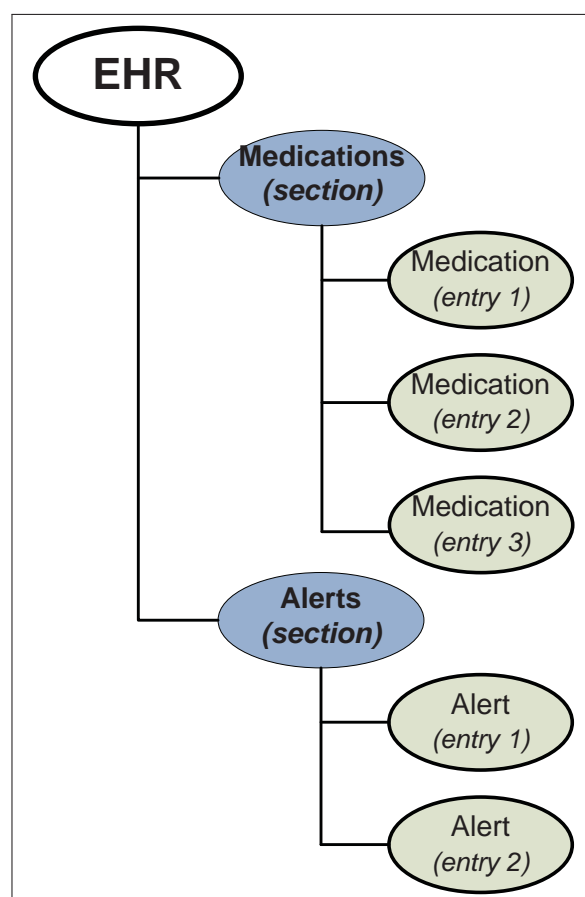 EHR
Medications
(section)
Medication
(entry 1)
Medication
(entry 2)
Medication
(entry 3)
Alerts
(section)
Alert
(entry 1)
Alert
(entry 2)